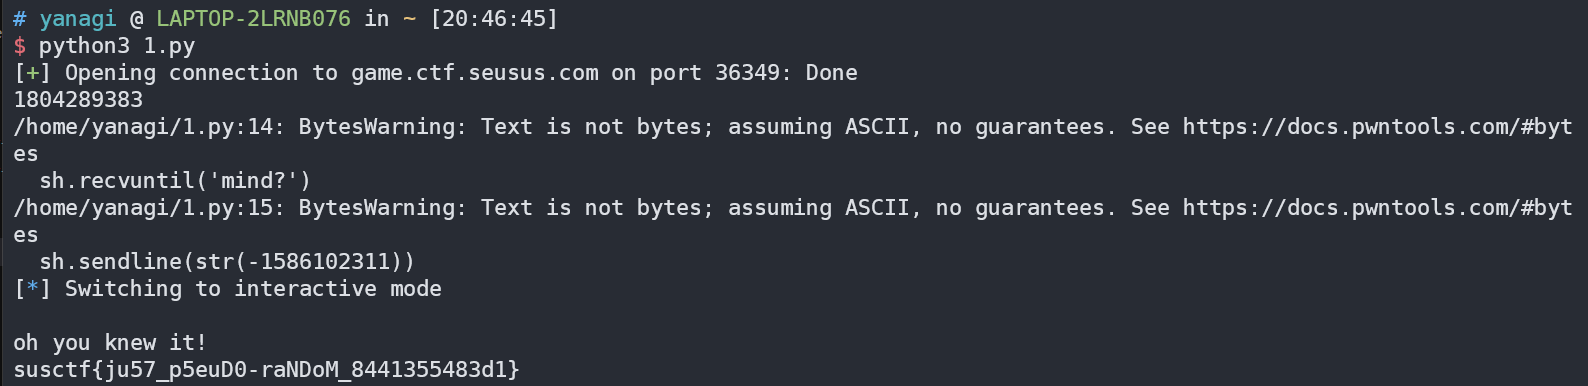 # yanagi @ LAPTOP-2LRNB076 in ~ [20:46:45]
$ python3 1.py
[+] Opening connection to game.ctf.seusus.com on port 36349: Done
1804289383
/home/yanagi/1.py:14: BytesWarning: Text is not bytes; assuming ASCII, no guarantees. See https://docs.pwntools.com/#byt
es
  sh.recvuntil('mind?')
/home/yanagi/1.py:15: BytesWarning: Text is not bytes; assuming ASCII, no guarantees. See https://docs.pwntools.com/#byt
es
  sh.sendline(str(-1586102311))
[*] Switching to interactive mode

oh you knew it!
susctf{ju57_p5euD0-raNDoM_8441355483d1}